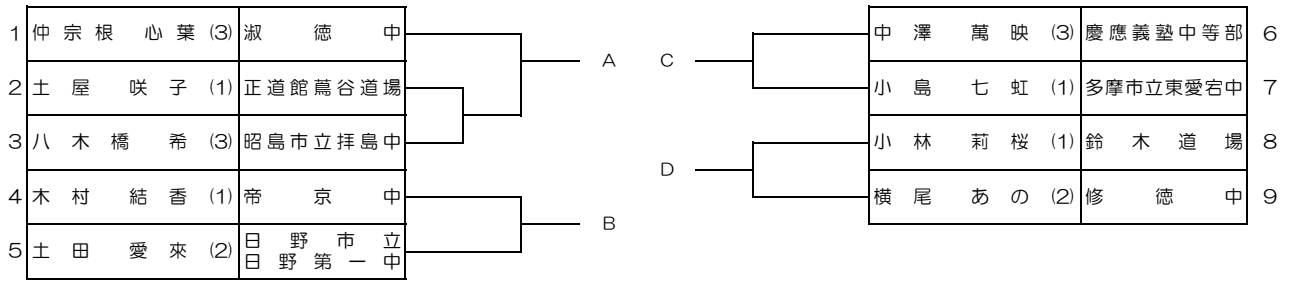 1 仲宗根 心葉 (3) 淑徳中
2 土屋 咲子 (1) 正道館蔦谷道場
3 八木橋 希 (3) 昭島市立拝島中
4 木村 結香 (1) 帝京中
5 土田 愛來 (2) 日野市立
日野第一中
A
B
中澤 萬映 (3) 慶應義塾中等部 6
小島 七虹 (1) 多摩市立東愛宕中 7
小林 莉桜 (1) 鈴木道場 8
横尾 あの (2) 修徳中 9
C
D